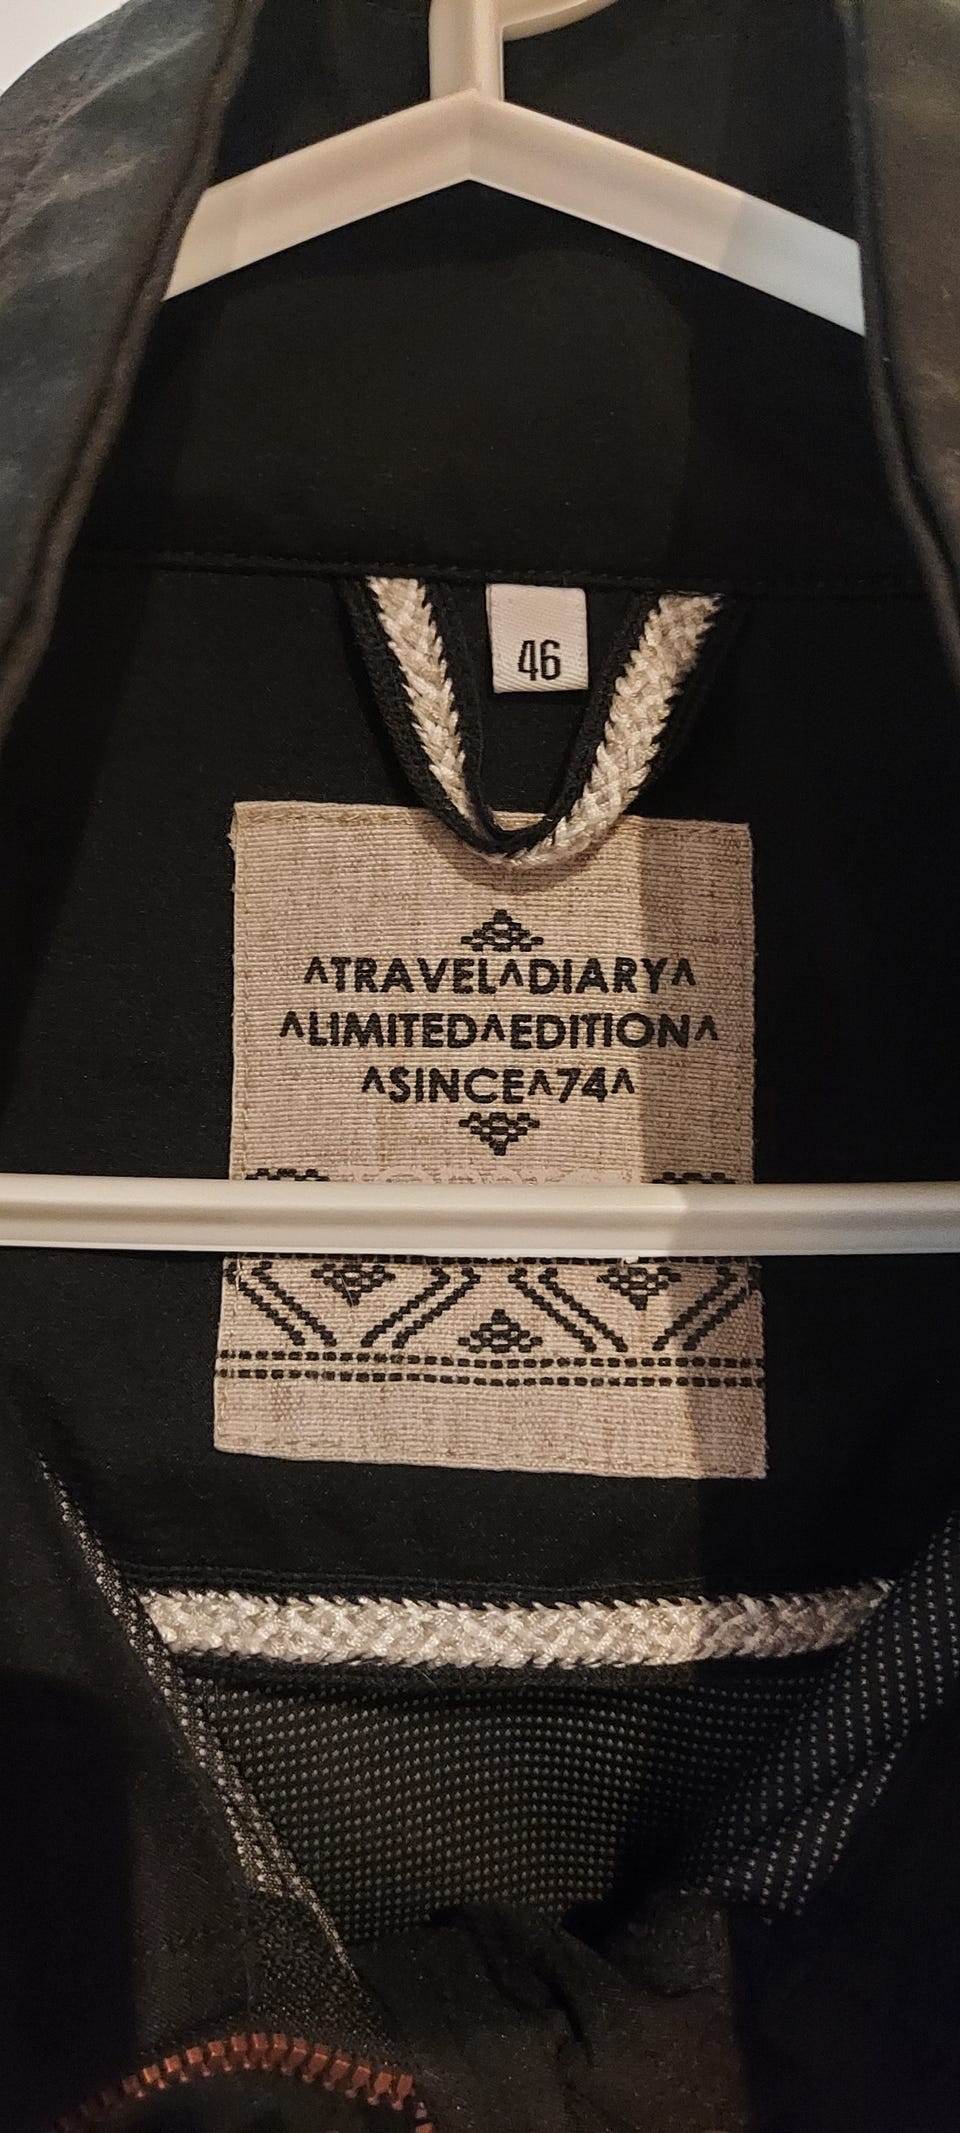 46
^TRAVEL^DIARY^
^LIMITED^EDITION^
^SINCE^74^